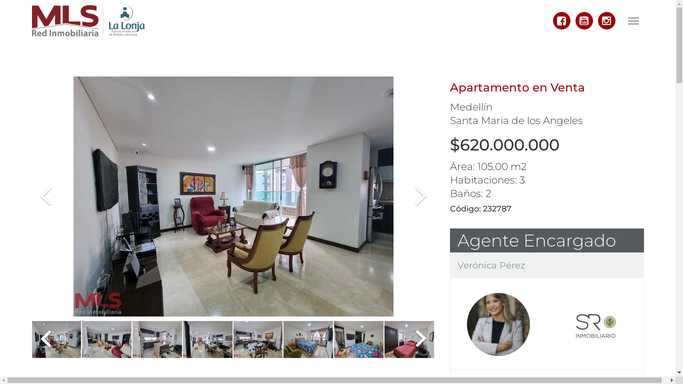 MLS
Red Inmobiliaria
La Lonja
Apartamento en Venta
Medellín
Santa Maria de los Angeles
$620.000.000
Área: 105.00 m2
Habitaciones: 3
Baños: 2
Código: 232787
Agente Encargado
Verónica Pérez
MLS
Red Inmobiliaria
SR
INMOBILIARIO